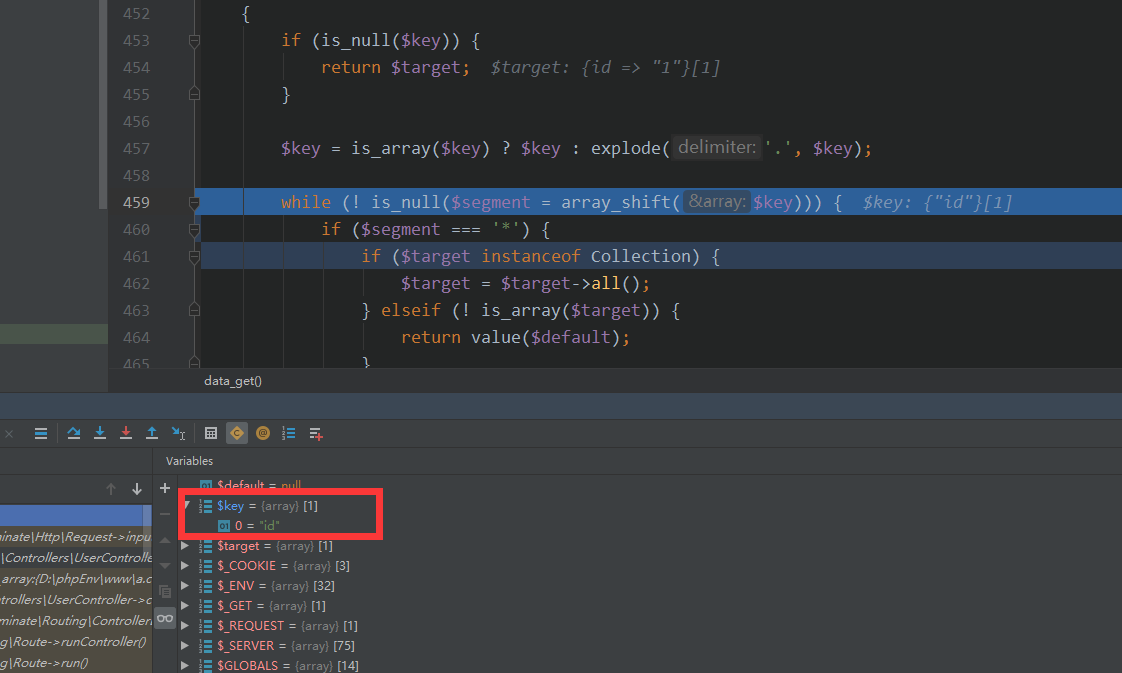 452 {
453 if (is_null($key)) {
454 return $target; $target: {id => "1"}[1]
455 }
456
457 $key = is_array($key) ? $key : explode( delimiter: '.', $key);
458
459 while (! is_null($segment = array_shift( &array: $key))) { $key: {"id"}[1]
460 if ($segment === '*') {
461 if ($target instanceof Collection) {
462 $target = $target->all();
463 } elseif (! is_array($target)) {
464 return value($default);
465 }
data_get()
Variables
$default = null
$key = {array} [1]
0 = "id"
$target = {array} [1]
$_COOKIE = {array} [3]
$_ENV = {array} [32]
$_GET = {array} [1]
$_REQUEST = {array} [1]
$_SERVER = {array} [75]
$GLOBALS = {array} [14]
minate\Http\Request->inpu
\Controllers\UserControlle
_array:{D:\phpEnv\www\a.c
ntrollers\UserController->c
minate\Routing\Controller
g\Route->runController()
g\Route->run()